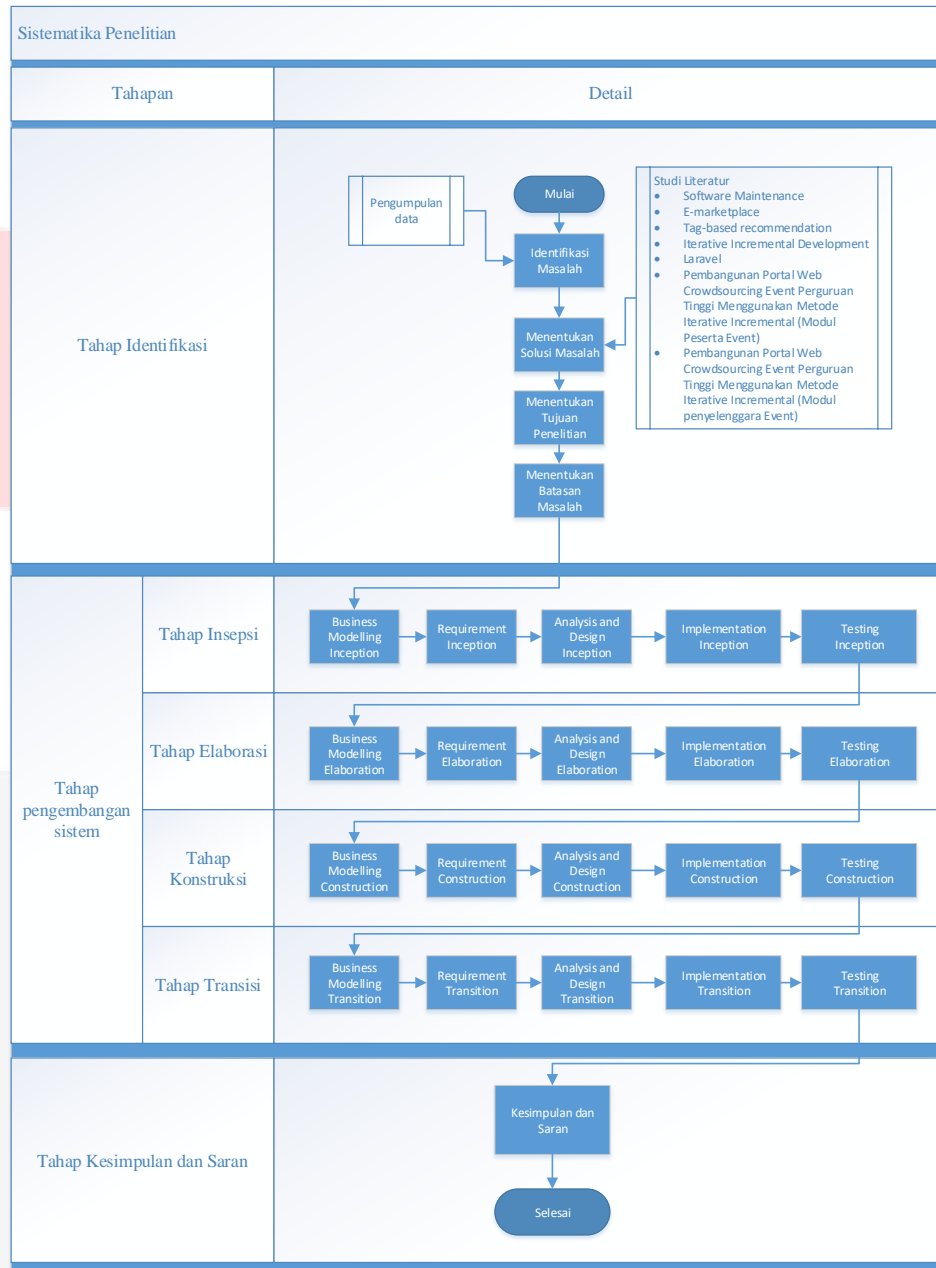 Sistematika Penelitian
Tahapan
Detail
Tahap Identifikasi
Pengumpulan
data
Mulai
Identifikasi
Masalah
Menentukan
Solusi Masalah
Menentukan
Tujuan
Penelitian
Menentukan
Batasan
Masalah
Studi Literatur
• Software Maintenance
• E-marketplace
• Tag-based recommendation
• Iterative Incremental Development
• Laravel
• Pembangunan Portal Web
Crowdsourcing Event Perguruan
Tinggi Menggunakan Metode
Iterative Incremental (Modul
Peserta Event)
• Pembangunan Portal Web
Crowdsourcing Event Perguruan
Tinggi Menggunakan Metode
Iterative Incremental (Modul
penyelenggara Event)
Tahap
pengembangan
sistem
Tahap Insepsi
Business
Modelling
Inception
Requirement
Inception
Analysis and
Design
Inception
Implementation
Inception
Testing
Inception
Tahap Elaborasi
Business
Modelling
Elaboration
Requirement
Elaboration
Analysis and
Design
Elaboration
Implementation
Elaboration
Testing
Elaboration
Tahap
Konstruksi
Business
Modelling
Construction
Requirement
Construction
Analysis and
Design
Construction
Implementation
Construction
Testing
Construction
Tahap Transisi
Business
Modelling
Transition
Requirement
Transition
Analysis and
Design
Transition
Implementation
Transition
Testing
Transition
Tahap Kesimpulan dan Saran
Kesimpulan dan
Saran
Selesai